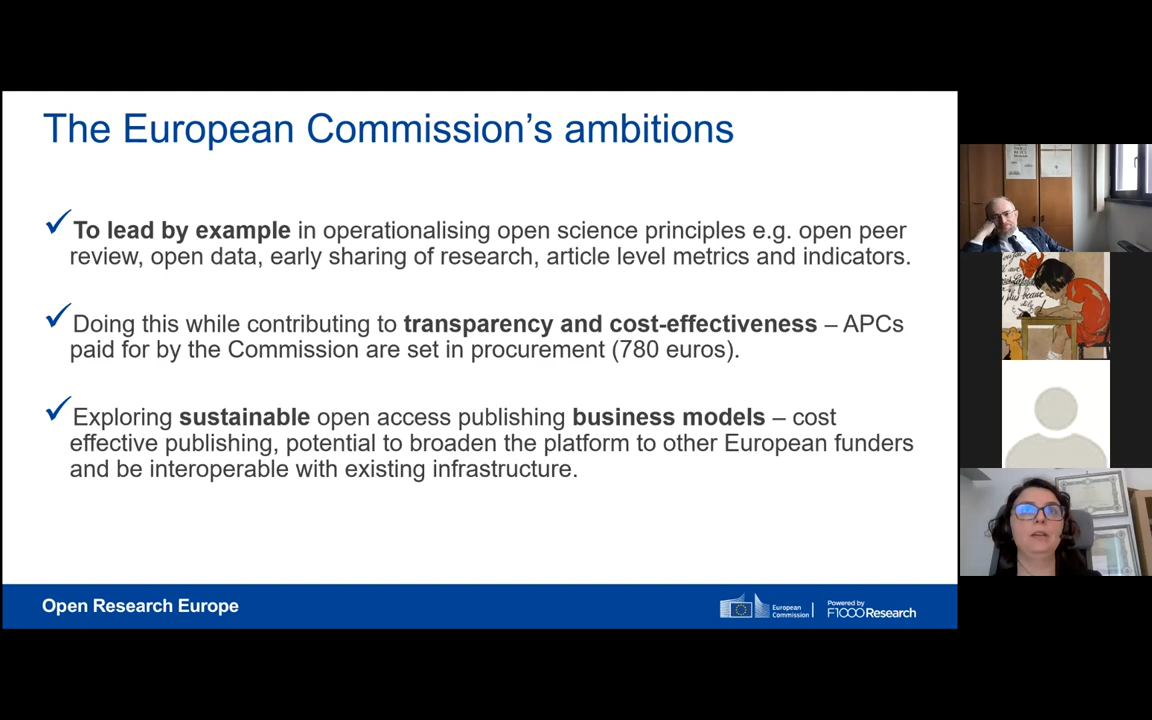 The European Commission's ambitions
✓To lead by example in operationalising open science principles e.g. open peer
review, open data, early sharing of research, article level metrics and indicators.
✓Doing this while contributing to transparency and cost-effectiveness – APCs
paid for by the Commission are set in procurement (780 euros).
✓Exploring sustainable open access publishing business models – cost
effective publishing, potential to broaden the platform to other European funders
and be interoperable with existing infrastructure.
Open Research Europe
European
Commission
Powered by
F1000Research